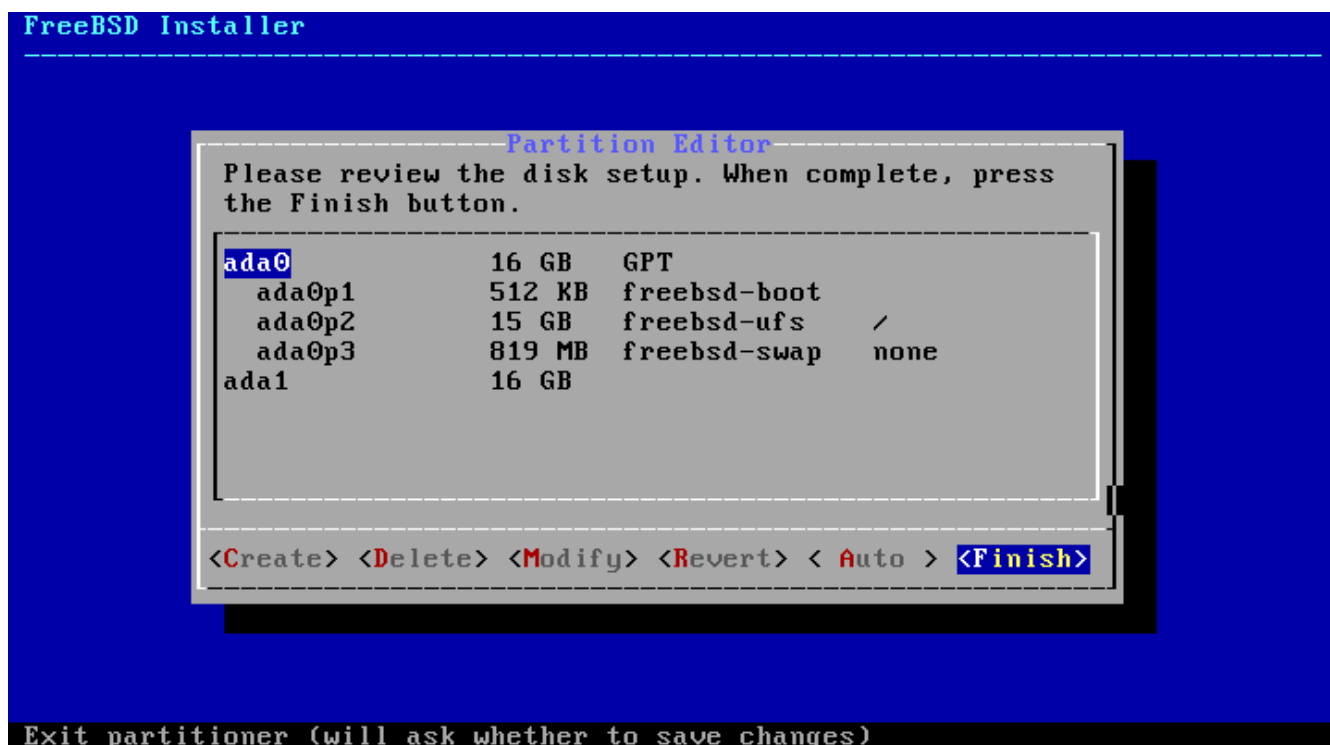 FreeBSD Installer
Partition Editor
Please review the disk setup. When complete, press
the Finish button.
ada0 16 GB GPT
ada0p1 512 KB freebsd-boot
ada0p2 15 GB freebsd-ufs /
ada0p3 819 MB freebsd-swap none
ada1 16 GB
<Create> <Delete> <Modify> <Revert> < Auto > <Finish>
Exit partitioner (will ask whether to save changes)